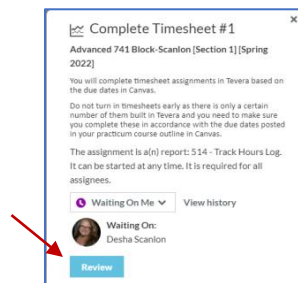 ×
Complete Timesheet #1
Advanced 741 Block-Scanlon [Section 1] [Spring
2022]
You will complete timesheet assignments in Tevera based on
the due dates in Canvas.
Do not turn in timesheets early as there is only a certain
number of them built in Tevera and you need to make sure
you complete these in accordance with the due dates posted
in your practicum course outline in Canvas.
The assignment is a(n) report: 514 - Track Hours Log.
It can be started at any time. It is required for all
assignees.
Waiting On Me View history
Waiting On:
Desha Scanlon
Review